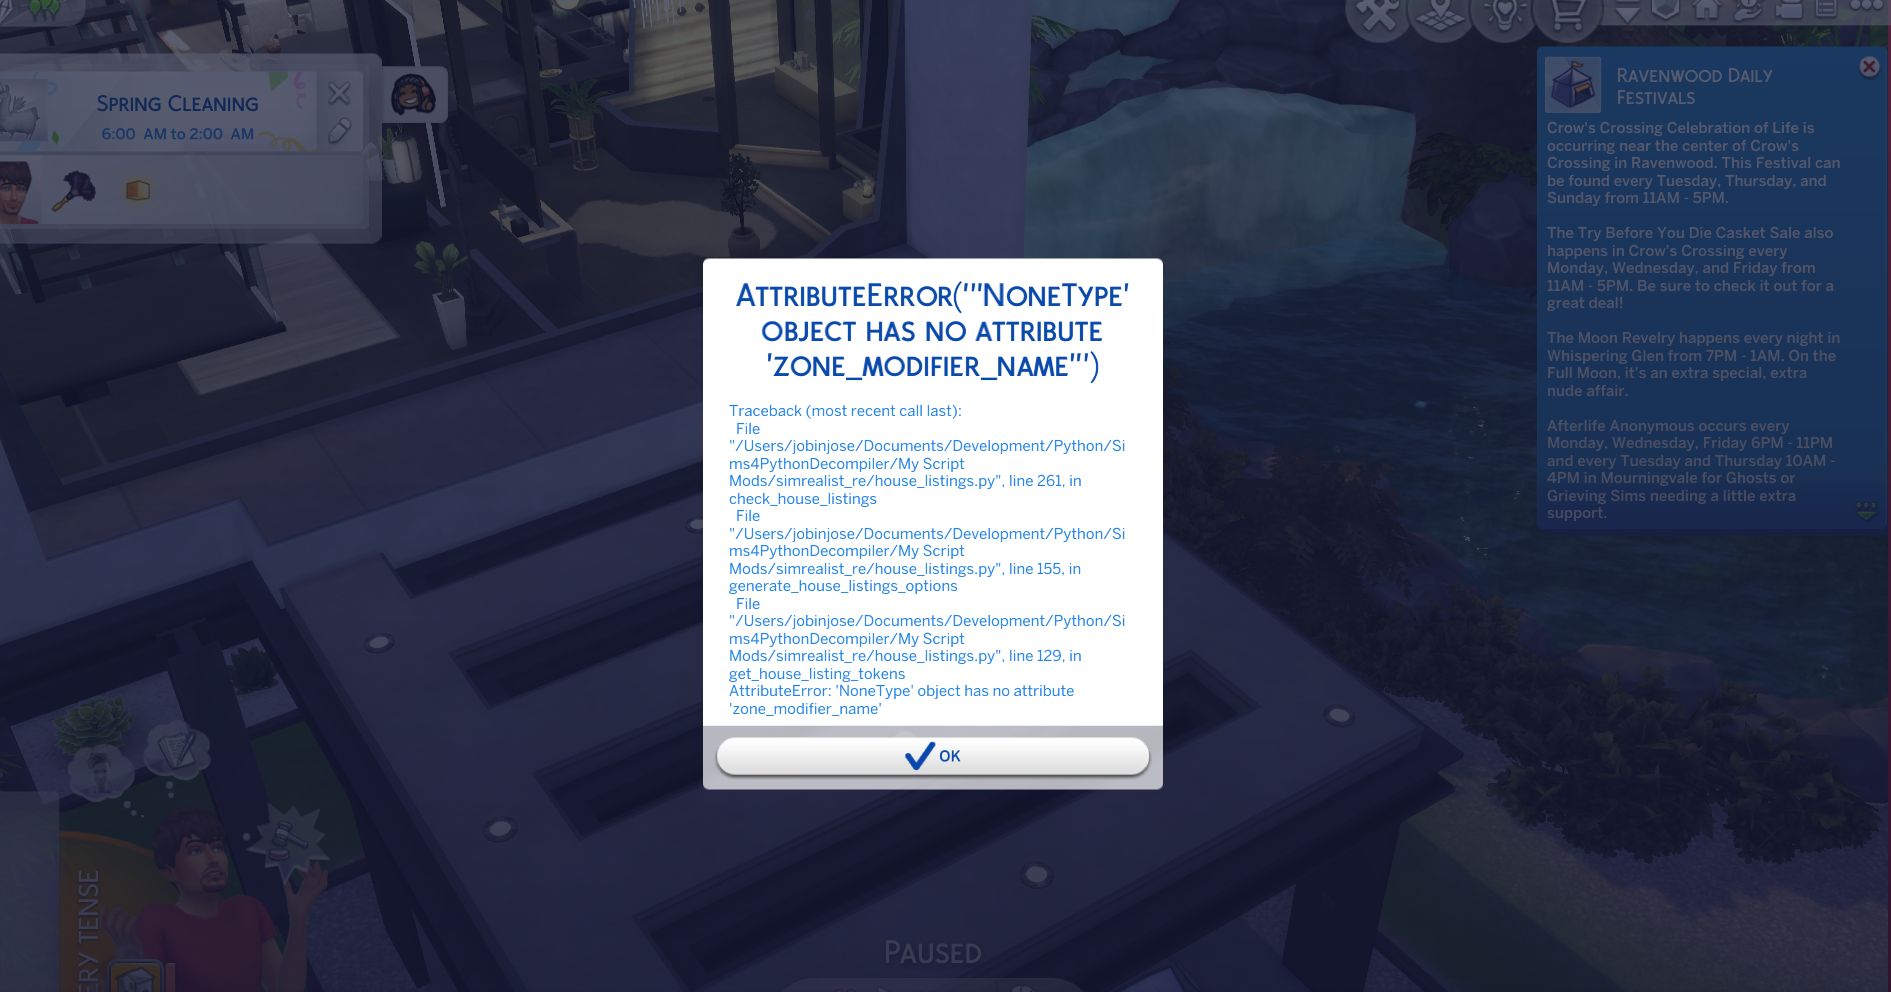 Spring Cleaning
6:00 AM to 2:00 AM
Ravenwood Daily
Festivals
Crow's Crossing Celebration of Life is
occurring near the center of Crow's
Crossing in Ravenwood. This Festival can
be found every Tuesday, Thursday, and
Sunday from 11AM - 5PM.
The Try Before You Die Casket Sale also
happens in Crow's Crossing every
Monday, Wednesday, and Friday from
11AM - 5PM. Be sure to check it out for a
great deal!
The Moon Revelry happens every night in
Whispering Glen from 7PM - 1AM. On the
Full Moon, it's an extra special, extra
nude affair.
Afterlife Anonymous occurs every
Monday, Wednesday, Friday 6PM - 11PM
and every Tuesday and Thursday 10AM -
4PM in Mourningvale for Ghosts or
Grieving Sims needing a little extra
support.
AttributeError("'NoneType'
object has no attribute
'zone_modifier_name'")
Traceback (most recent call last):
File
"/Users/jobinjose/Documents/Development/Python/Si
ms4PythonDecompiler/My Script
Mods/simrealist_re/house_listings.py", line 261, in
check_house_listings
File
"/Users/jobinjose/Documents/Development/Python/Si
ms4PythonDecompiler/My Script
Mods/simrealist_re/house_listings.py", line 155, in
generate_house_listings_options
File
"/Users/jobinjose/Documents/Development/Python/Si
ms4PythonDecompiler/My Script
Mods/simrealist_re/house_listings.py", line 129, in
get_house_listing_tokens
AttributeError: 'NoneType' object has no attribute
'zone_modifier_name'
OK
ERY TENSE
Paused